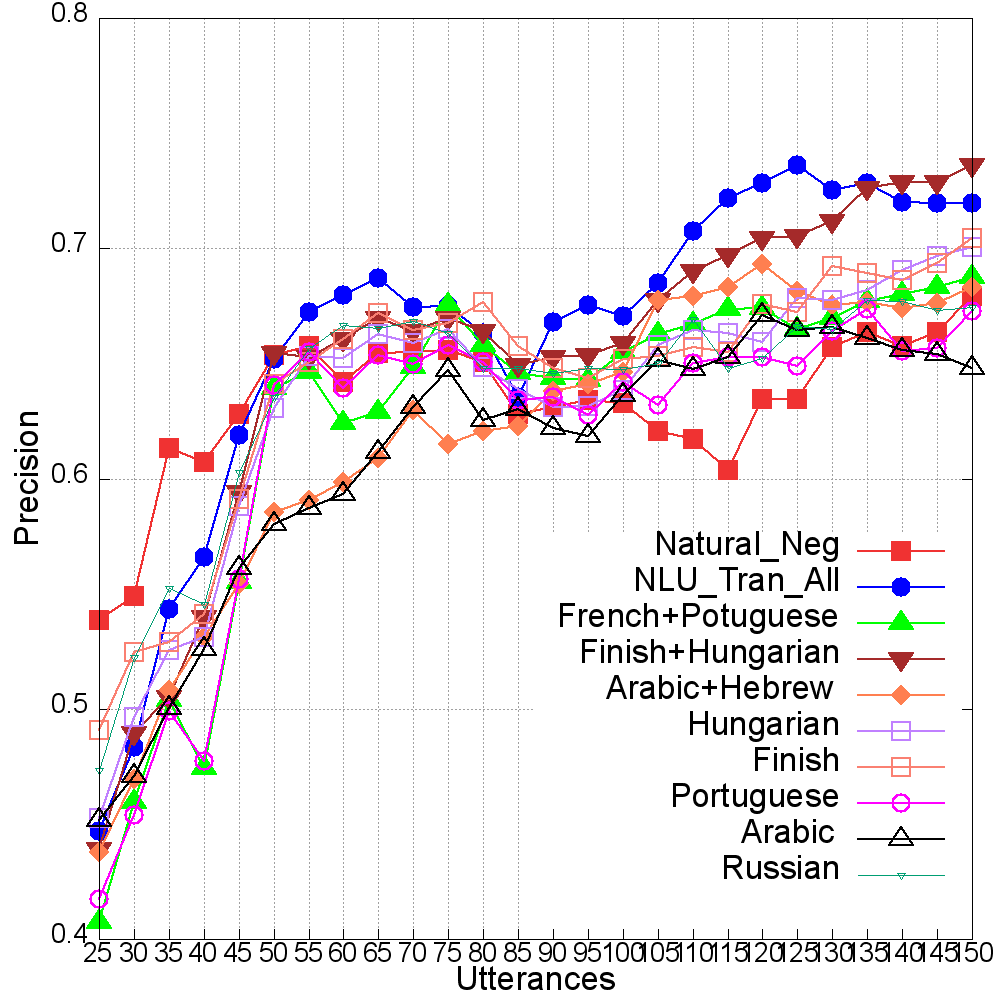 0.8
0.7
0.6
0.5
0.4
Precision
Natural_Neg
NLU_Tran_All
French+Potuguese
Finish+Hungarian
Arabic+Hebrew
Hungarian
Finish
Portuguese
Arabic
Russian
25 30 35 40 45 50 55 60 65 70 75 80 85 90 95 100 105 110 115 120 125 130 135 140 145 150
Utterances